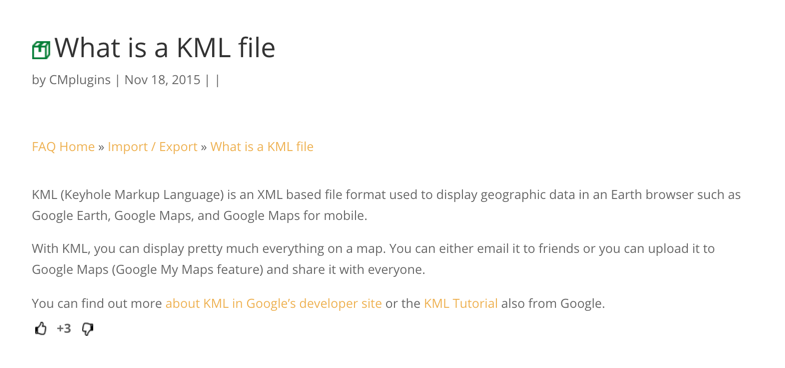 What is a KML file
by CMplugins | Nov 18, 2015 | |
FAQ Home » Import / Export » What is a KML file
KML (Keyhole Markup Language) is an XML based file format used to display geographic data in an Earth browser such as
Google Earth, Google Maps, and Google Maps for mobile.
With KML, you can display pretty much everything on a map. You can either email it to friends or you can upload it to
Google Maps (Google My Maps feature) and share it with everyone.
You can find out more about KML in Google’s developer site or the KML Tutorial also from Google.
+3